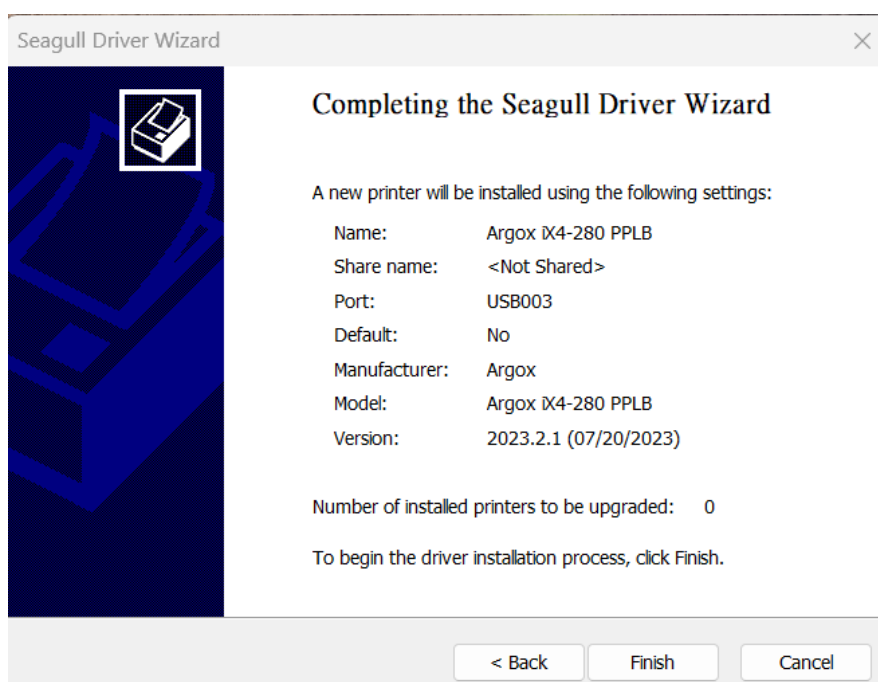 Seagull Driver Wizard
Completing the Seagull Driver Wizard
A new printer will be installed using the following settings:
Name: Argox iX4-280 PPLB
Share name: <Not Shared>
Port: USB003
Default: No
Manufacturer: Argox
Model: Argox iX4-280 PPLB
Version: 2023.2.1 (07/20/2023)
Number of installed printers to be upgraded: 0
To begin the driver installation process, click Finish.
< Back Finish Cancel